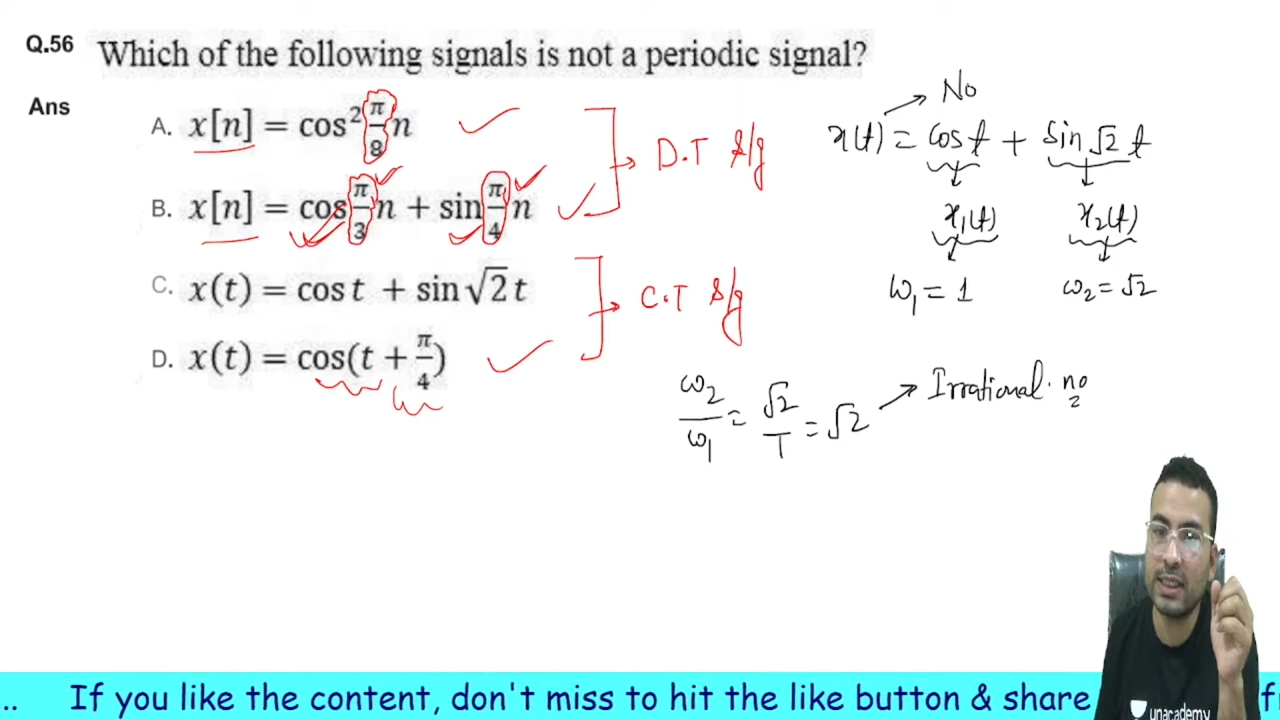 Q.56 Which of the following signals is not a periodic signal?
Ans
A. x[n] = cos² π/8 n
B. x[n] = cos π/3 n + sin π/4 n
C. x(t) = cos t + sin √2 t
D. x(t) = cos(t + π/4)
D.T S/g
C.T S/g
No
x(t) = cos t + sin √2 t
x₁(t) x₂(t)
ω₁ = 1 ω₂ = √2
ω₂/ω₁ = √2/1 = √2 → Irrational. no
.. If you like the content, don't miss to hit the like button & share
unacademy